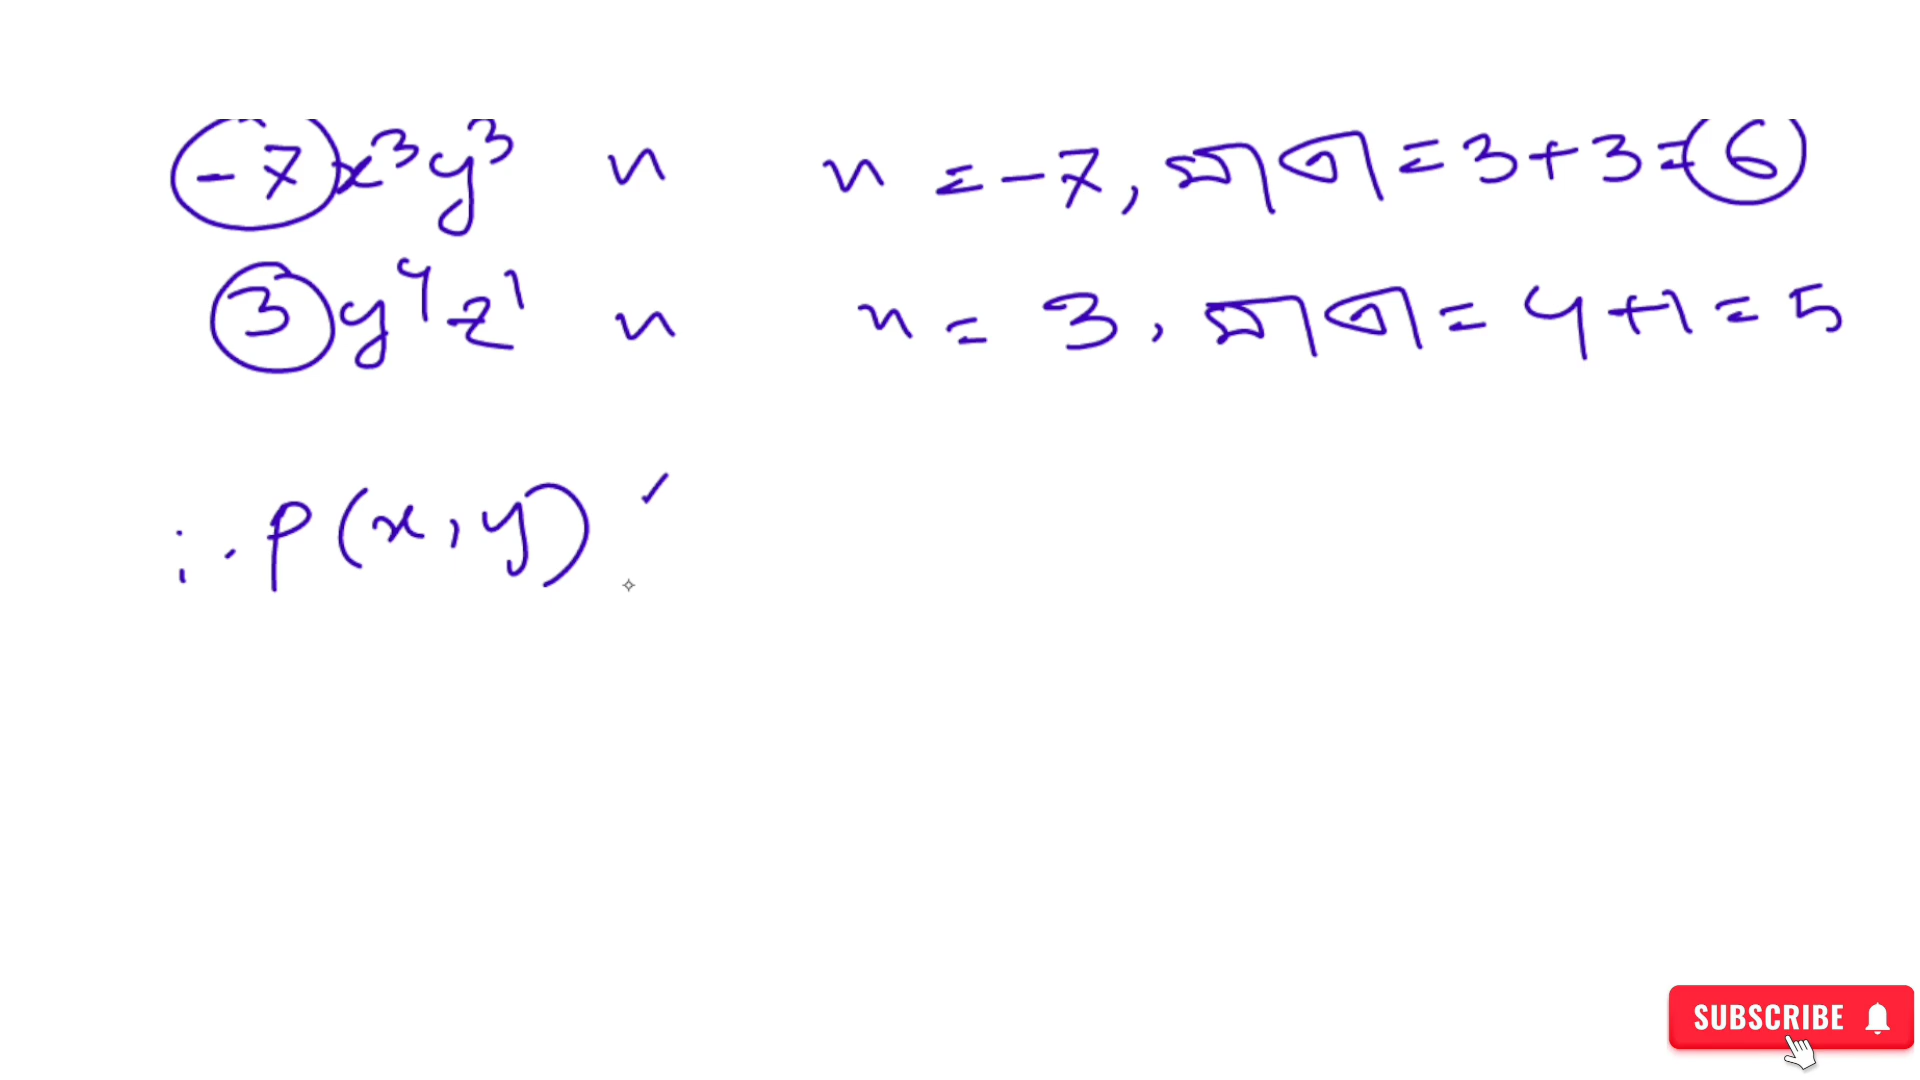 -7x³y³ " " = -7, মাত্রা = 3+3 = 6
3y⁴z¹ " " = 3, মাত্রা = 4+1 = 5
∴ P(x, y)
SUBSCRIBE